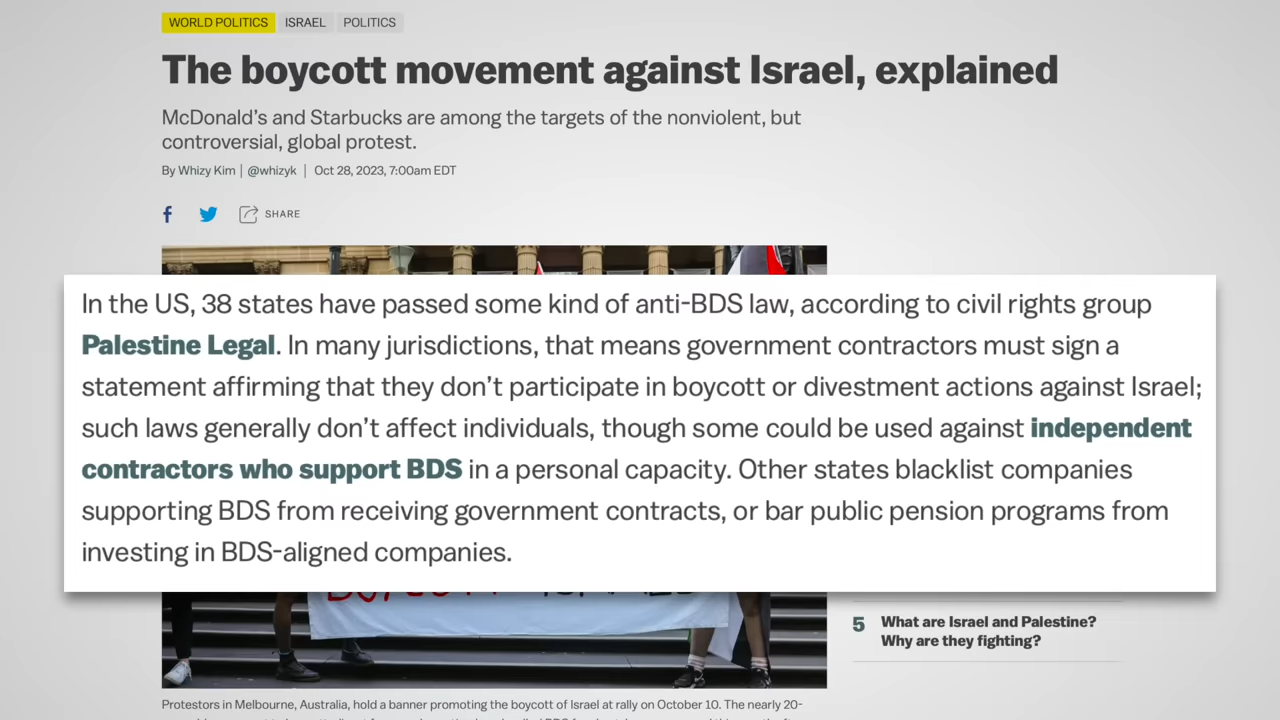 WORLD POLITICS ISRAEL POLITICS
The boycott movement against Israel, explained
McDonald's and Starbucks are among the targets of the nonviolent, but
controversial, global protest.
By Whizy Kim | @whizyk | Oct 28, 2023, 7:00am EDT
SHARE
In the US, 38 states have passed some kind of anti-BDS law, according to civil rights group
Palestine Legal. In many jurisdictions, that means government contractors must sign a
statement affirming that they don't participate in boycott or divestment actions against Israel;
such laws generally don't affect individuals, though some could be used against independent
contractors who support BDS in a personal capacity. Other states blacklist companies
supporting BDS from receiving government contracts, or bar public pension programs from
investing in BDS-aligned companies.
5 What are Israel and Palestine?
Why are they fighting?
Protestors in Melbourne, Australia, hold a banner promoting the boycott of Israel at rally on October 10. The nearly 20-